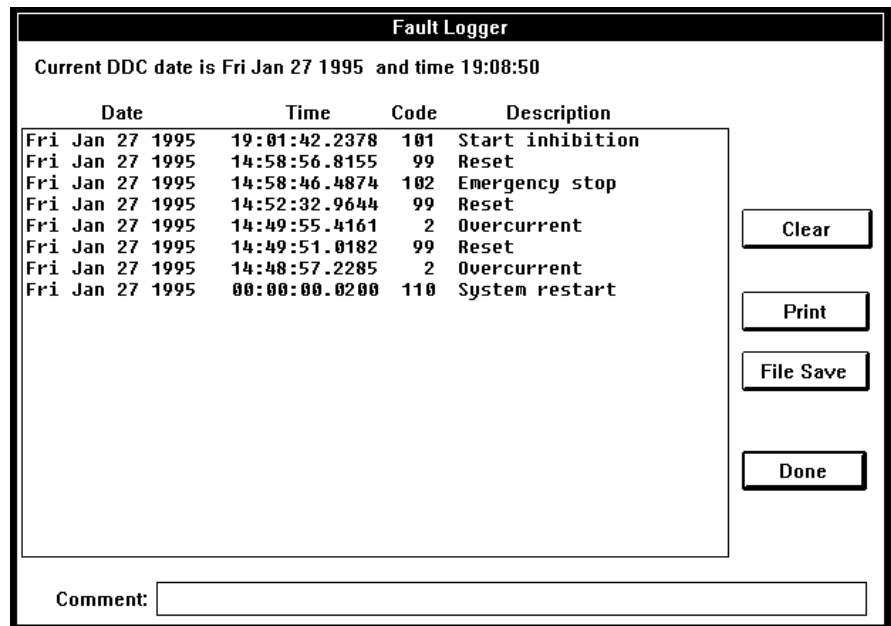 Fault Logger
Current DDC date is Fri Jan 27 1995 and time 19:08:50
Date Time Code Description
Fri Jan 27 1995 19:01:42.2378 101 Start inhibition
Fri Jan 27 1995 14:58:56.8155 99 Reset
Fri Jan 27 1995 14:58:46.4874 102 Emergency stop
Fri Jan 27 1995 14:52:32.9644 99 Reset
Fri Jan 27 1995 14:49:55.4161 2 Overcurrent
Fri Jan 27 1995 14:49:51.0182 99 Reset
Fri Jan 27 1995 14:48:57.2285 2 Overcurrent
Fri Jan 27 1995 00:00:00.0200 110 System restart
Clear
Print
File Save
Done
Comment: